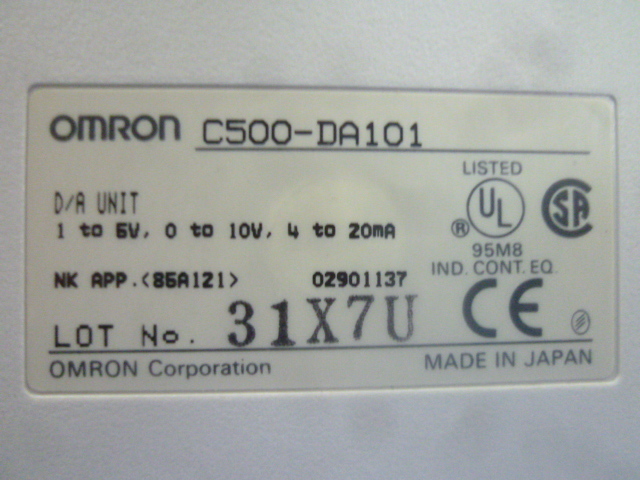 OMRON C500-DA101
D/A UNIT
1 to 5V, 0 to 10V, 4 to 20mA
NK APP.(85A121) 02901137
LOT No. 31X7U
OMRON Corporation
LISTED
UL
®
SA
95M8
IND. CONT. EQ.
CE
MADE IN JAPAN